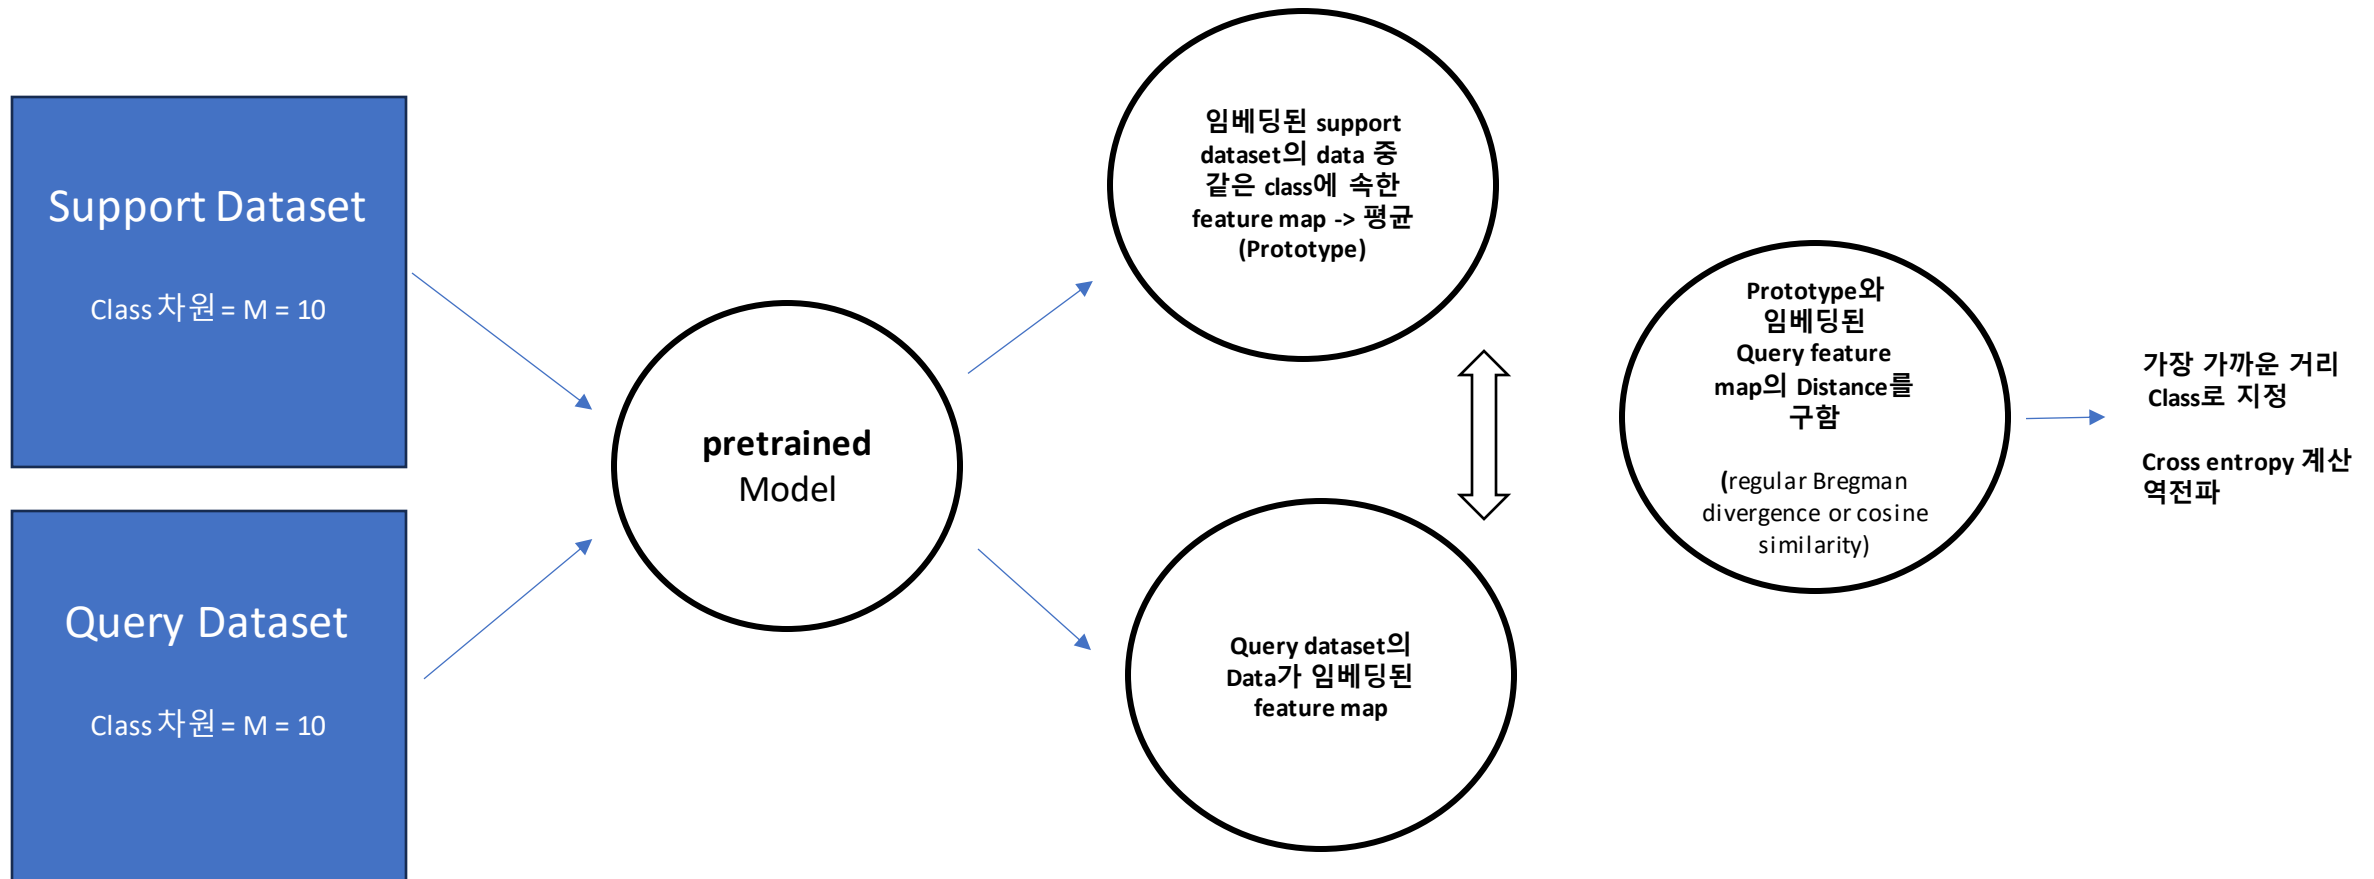 Support Dataset
Class 차원 = M = 10
Query Dataset
Class 차원 = M = 10
pretrained
Model
임베딩된 support
dataset의 data 중
같은 class에 속한
feature map -> 평균
(Prototype)
Query dataset의
Data가 임베딩된
feature map
Prototype와
임베딩된
Query feature
map의 Distance를
구함
(regular Bregman
divergence or cosine
similarity)
가장 가까운 거리
Class로 지정
Cross entropy 계산
역전파